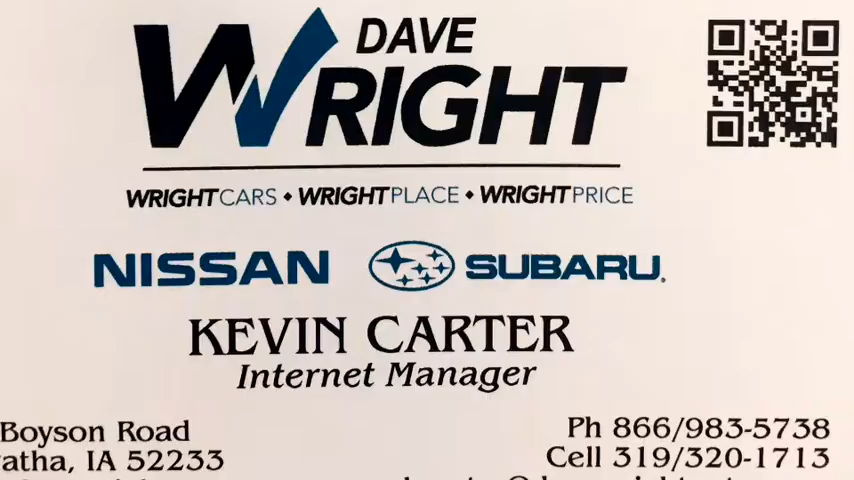 DAVE
WRIGHT
WRIGHTCARS • WRIGHTPLACE • WRIGHTPRICE
NISSAN SUBARU.
KEVIN CARTER
Internet Manager
Boyson Road Ph 866/983-5738
atha, IA 52233 Cell 319/320-1713